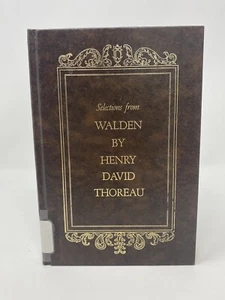 Selections from
WALDEN
BY
HENRY
DAVID
THOREAU